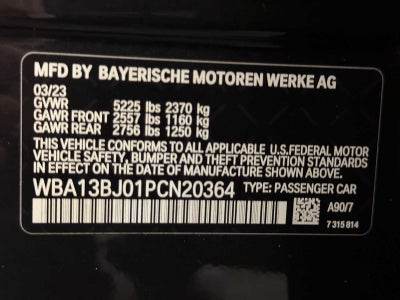 MFD BY BAYERISCHE MOTOREN WERKE AG
03/23
GVWR 5225 lbs 2370 kg
GAWR FRONT 2557 lbs 1160 kg
GAWR REAR 2756 lbs 1250 kg
THIS VEHICLE CONFORMS TO ALL APPLICABLE U.S.FEDERAL MOTOR
VEHICLE SAFETY, BUMPER AND THEFT PREVENTION STANDARDS
IN EFFECT ON THE DATE OF MANUFACTURE SHOWN ABOVE.
WBA13BJ01PCN20364 TYPE: PASSENGER CAR
A90/7
7 315 814